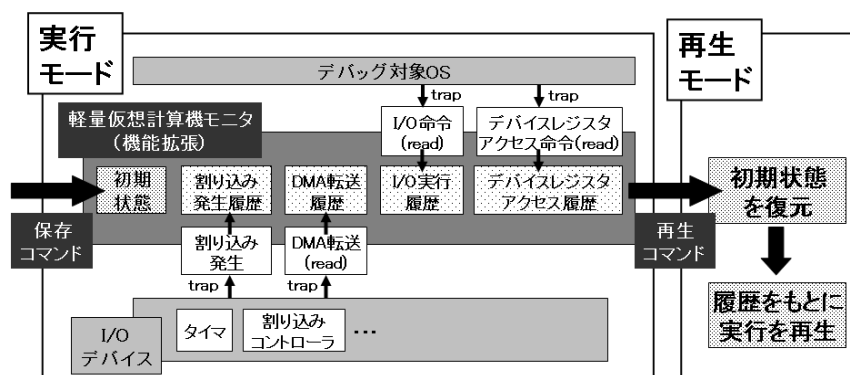 実行
モード
デバッグ対象OS
trap
trap
軽量仮想計算機モニタ
(機能拡張)
I/O命令
(read)
デバイスレジスタ
アクセス命令(read)
初期
状態
割り込み
発生履歴
DMA転送
履歴
I/O実行
履歴
デバイスレジスタ
アクセス履歴
保存
コマンド
割り込み
発生
DMA転送
(read)
trap
trap
I/O
デバイス
タイマ
割り込み
コントローラ
…
再生
コマンド
再生
モード
初期状態
を復元
履歴をもとに
実行を再生